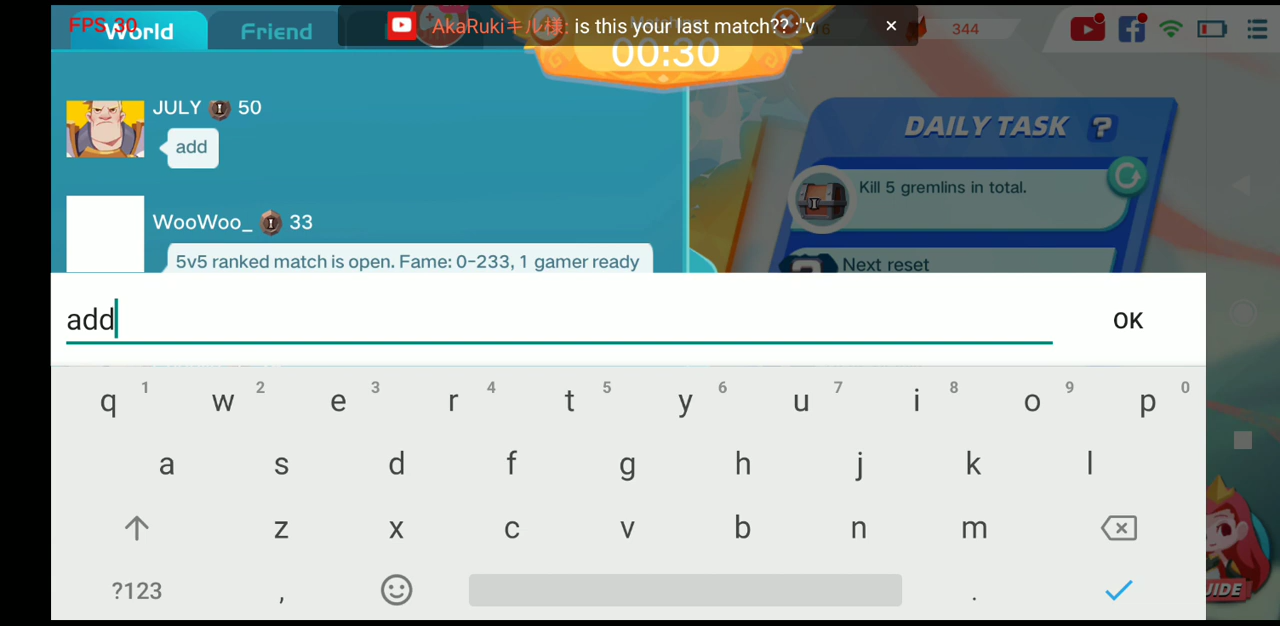 FPS 30
World
Friend
AkaRukiキル様: is this your last match?? :"v
×
344
00:30
JULY I 50
add
WooWoo_ I 33
5v5 ranked match is open. Fame: 0-233, 1 gamer ready
DAILY TASK ?
Kill 5 gremlins in total.
Next reset
add
OK
q 1 w 2 e 3 r 4 t 5 y 6 u 7 i 8 o 9 p 0
a s d f g h j k l
z x c v b n m
?123 , .